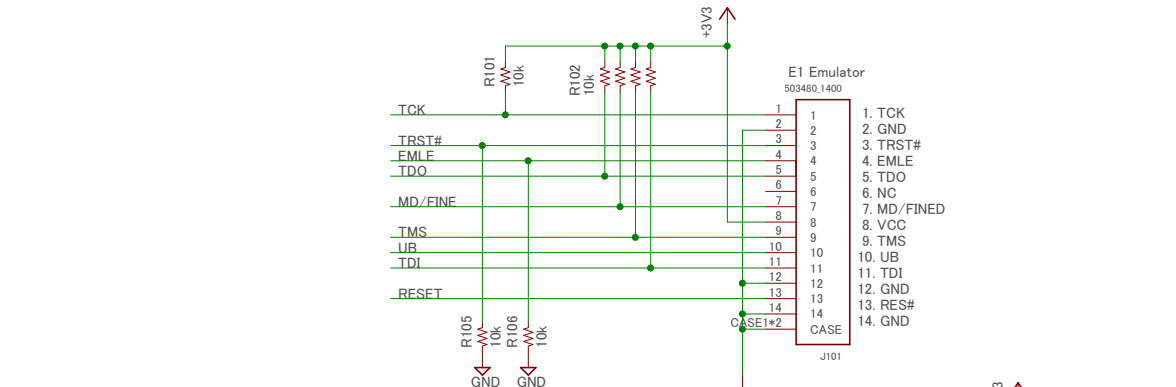 +3V3
E1 Emulator
503480_1400
R101
10k
R102
10k
TCK
TRST#
EMLE
TDO
MD/FINE
TMS
UB
TDI
RESET
1
2
3
4
5
6
7
8
9
10
11
12
13
14
CASE1*2
1
2
3
4
5
6
7
8
9
10
11
12
13
14
CASE
1. TCK
2. GND
3. TRST#
4. EMLE
5. TDO
6. NC
7. MD/FINED
8. VCC
9. TMS
10. UB
11. TDI
12. GND
13. RES#
14. GND
J101
R105
10k
R106
10k
GND
GND